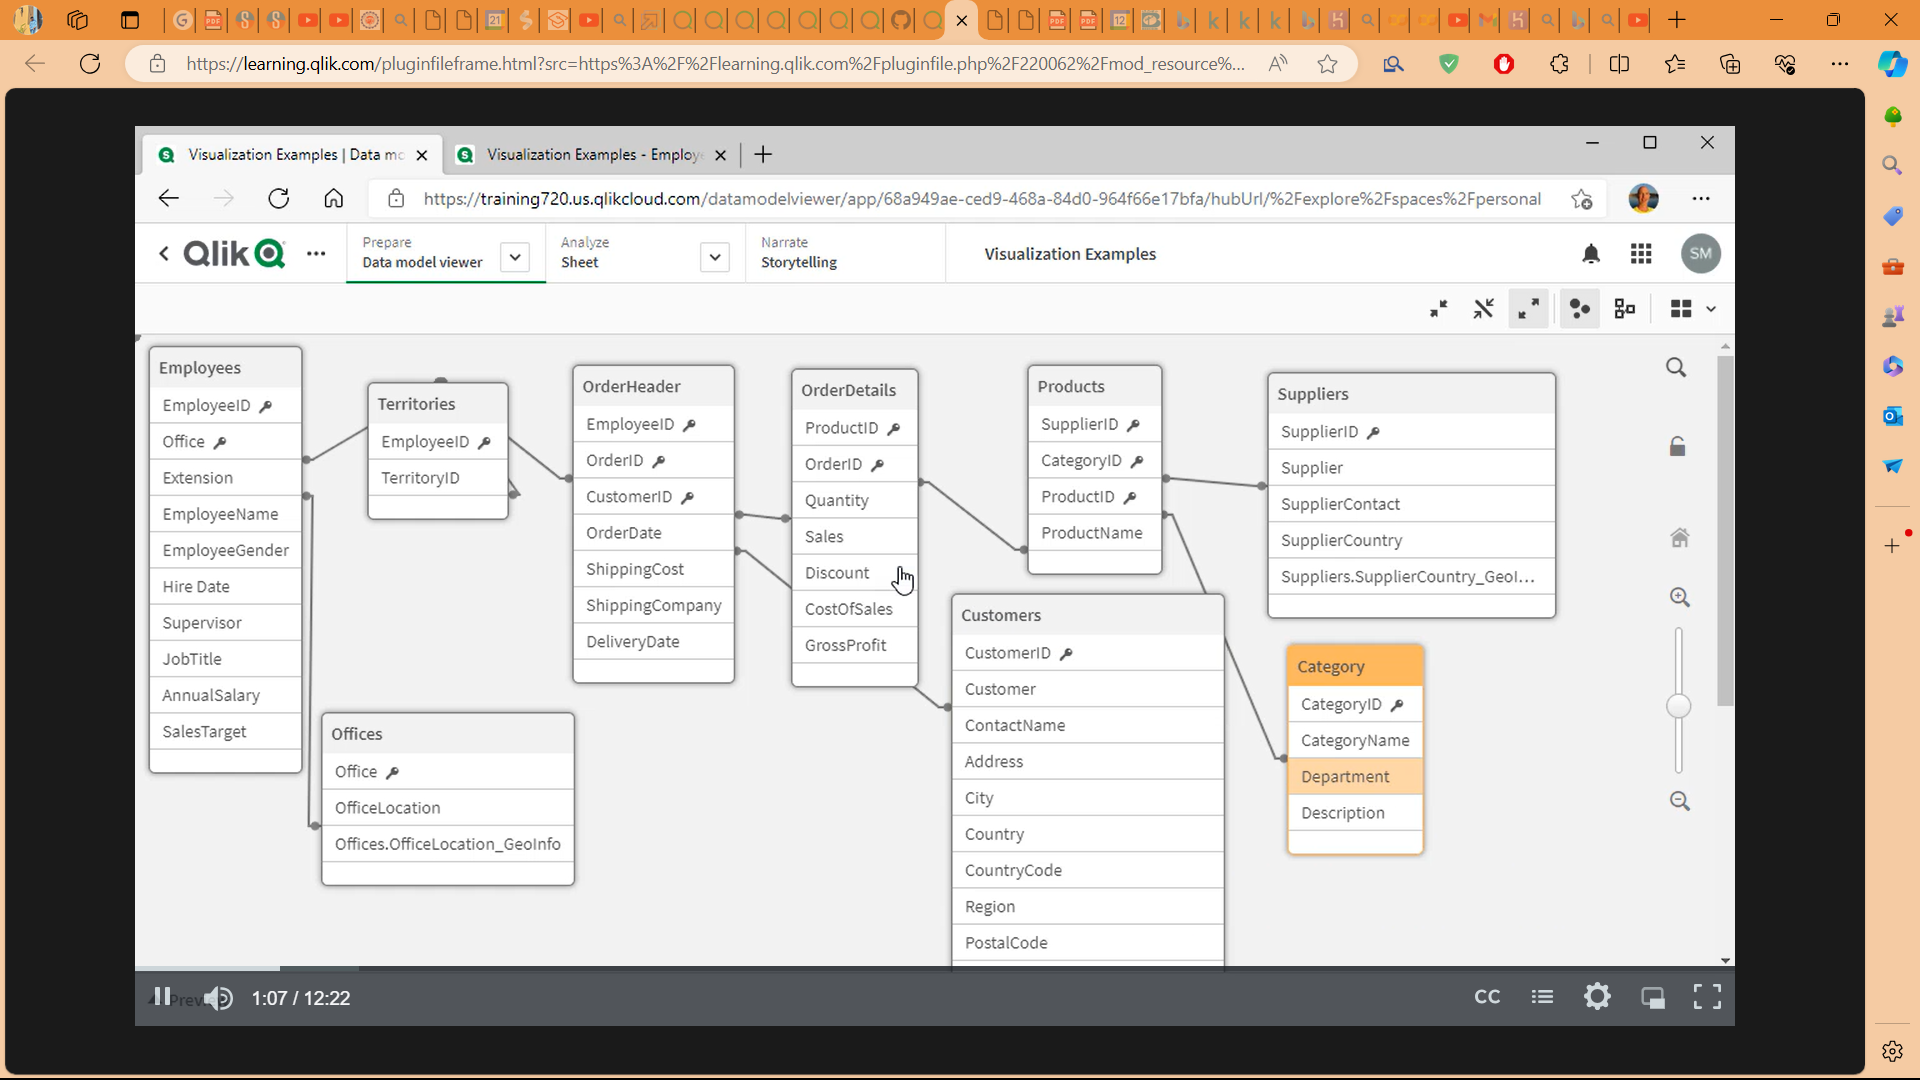 https://learning.qlik.com/pluginfileframe.html?src=https%3A%2F%2Flearning.qlik.com%2Fpluginfile.php%2F220062%2Fmod_resource%...
Visualization Examples | Data mo
Visualization Examples - Employe
https://training720.us.qlikcloud.com/datamodelviewer/app/68a949ae-ced9-468a-84d0-964f66e17bfa/hubUrl/%2Fexplore%2Fspaces%2Fpersonal
Qlik
Prepare
Data model viewer
Analyze
Sheet
Narrate
Storytelling
Visualization Examples
SM
Employees
EmployeeID
Office
Extension
EmployeeName
EmployeeGender
Hire Date
Supervisor
JobTitle
AnnualSalary
SalesTarget
Territories
EmployeeID
TerritoryID
Offices
Office
OfficeLocation
Offices.OfficeLocation_GeoInfo
OrderHeader
EmployeeID
OrderID
CustomerID
OrderDate
ShippingCost
ShippingCompany
DeliveryDate
OrderDetails
ProductID
OrderID
Quantity
Sales
Discount
CostOfSales
GrossProfit
Products
SupplierID
CategoryID
ProductID
ProductName
Customers
CustomerID
Customer
ContactName
Address
City
Country
CountryCode
Region
PostalCode
Suppliers
SupplierID
Supplier
SupplierContact
SupplierCountry
Suppliers.SupplierCountry_GeoI...
Category
CategoryID
CategoryName
Department
Description
1:07 / 12:22
CC